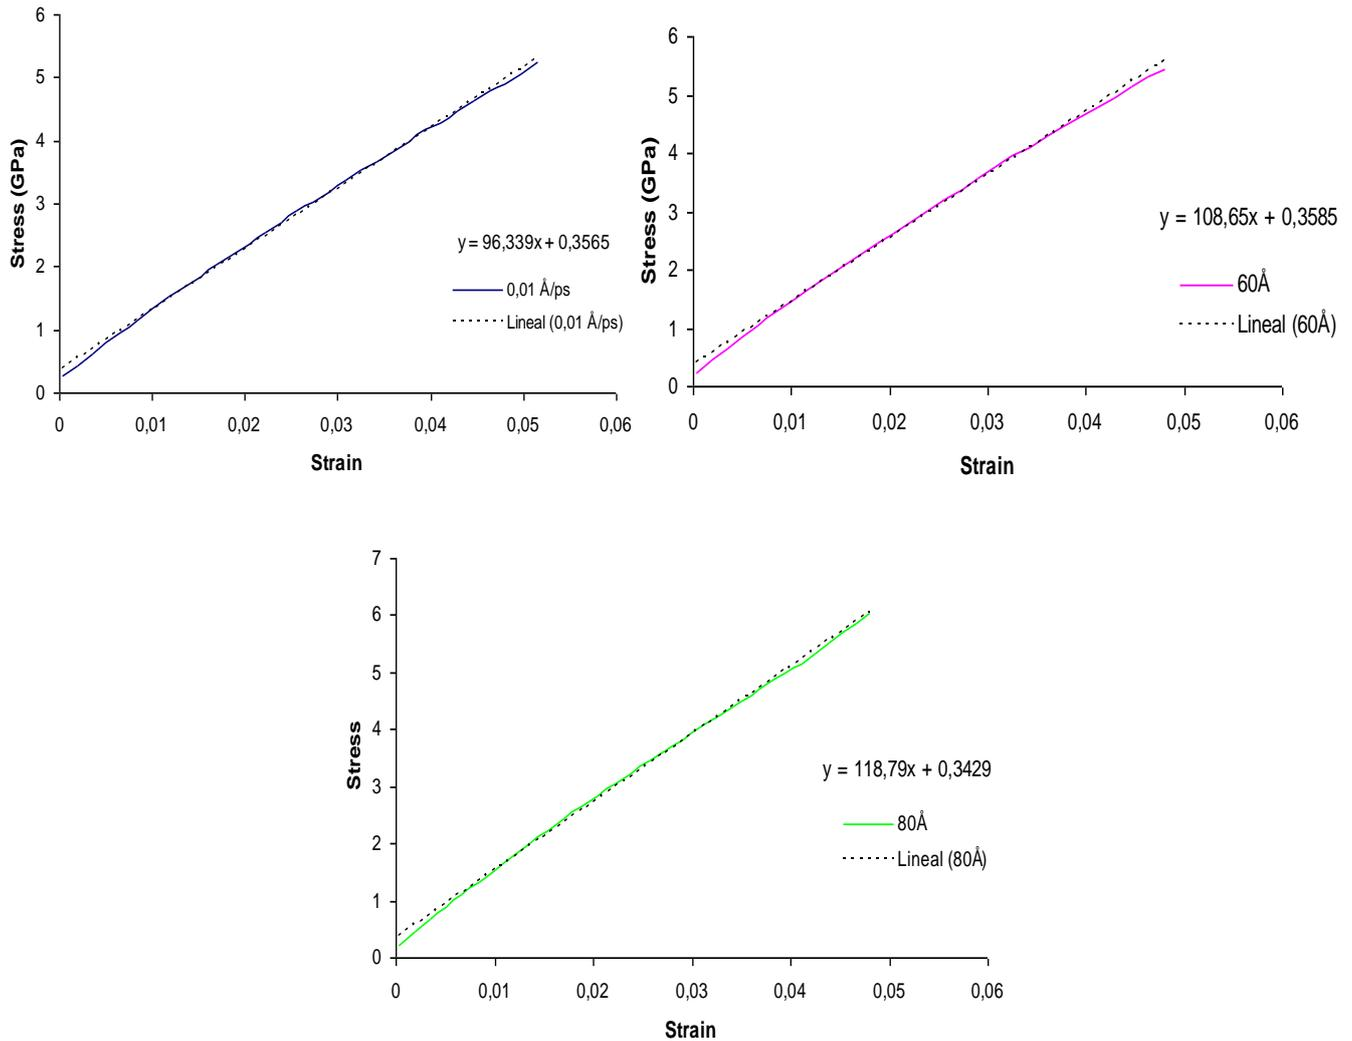 6
5
4
3
2
1
0
Stress (GPa)
y = 96,339x + 0,3565
0,01 Å/ps
Lineal (0,01 Å/ps)
0 0,01 0,02 0,03 0,04 0,05 0,06
Strain
6
5
4
3
2
1
0
Stress (GPa)
y = 108,65x + 0,3585
60Å
Lineal (60Å)
0 0,01 0,02 0,03 0,04 0,05 0,06
Strain
7
6
5
4
3
2
1
0
Stress
y = 118,79x + 0,3429
80Å
Lineal (80Å)
0 0,01 0,02 0,03 0,04 0,05 0,06
Strain